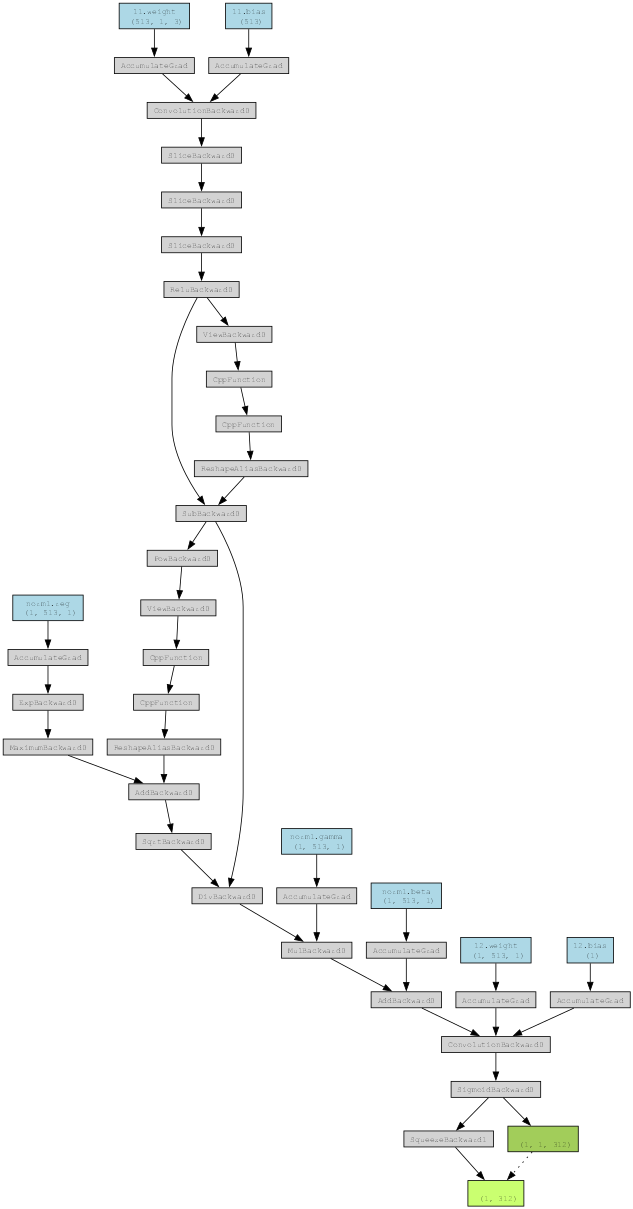 l1.weight
l1.bias
(513, 1, 3)
(513)
AccumulateGrad
AccumulateGrad
ConvolutionBackward0
SliceBackward0
SliceBackward0
SliceBackward0
ReluBackward0
ViewBackward0
CppFunction
CppFunction
ReshapeAliasBackward0
SubBackward0
PowBackward0
norm1.reg
(1, 513, 1)
ViewBackward0
AccumulateGrad
CppFunction
ExpBackward0
CppFunction
MaximumBackward0
ReshapeAliasBackward0
AddBackward0
SqrtBackward0
norm1.gamma
(1, 513, 1)
DivBackward0
AccumulateGrad
norm1.beta
(1, 513, 1)
MulBackward0
AccumulateGrad
l2.weight
(1, 513, 1)
l2.bias
(1)
AddBackward0
AccumulateGrad
AccumulateGrad
ConvolutionBackward0
SigmoidBackward0
SqueezeBackward1
(1, 1, 312)
(1, 312)